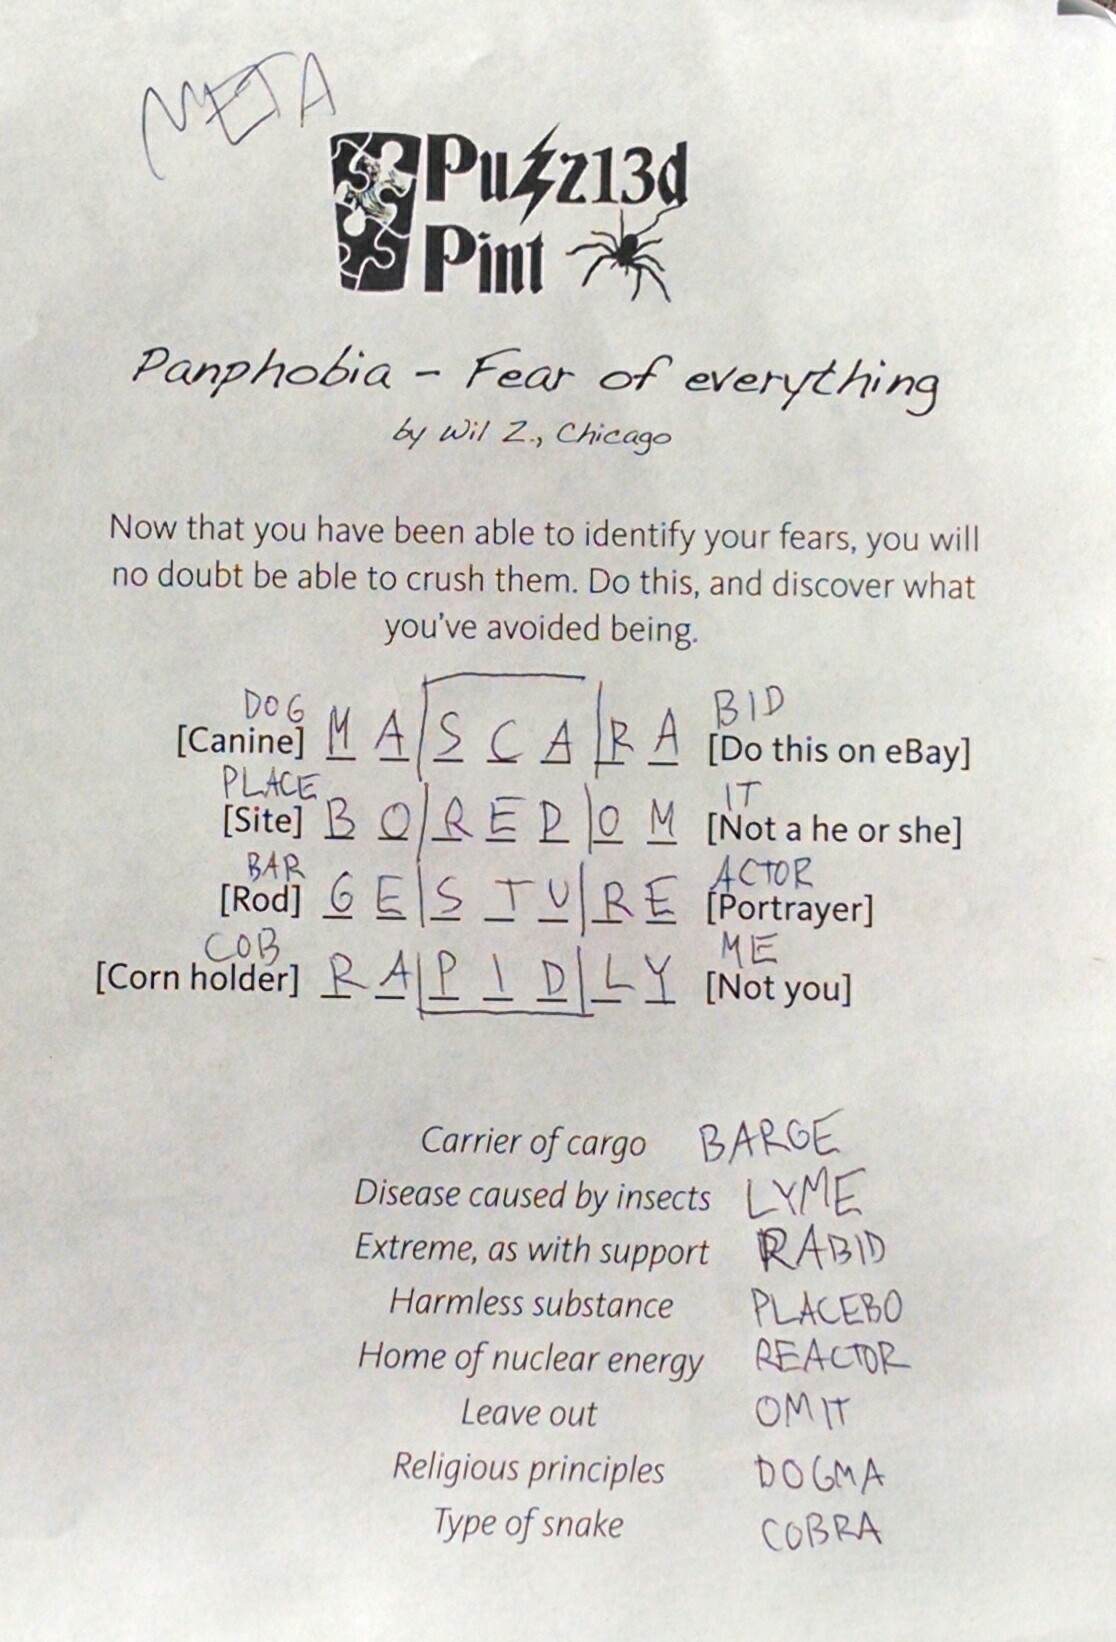 META
Puzz13d
Pint
Panphobia - Fear of everything
by Wil Z., Chicago
Now that you have been able to identify your fears, you will
no doubt be able to crush them. Do this, and discover what
you've avoided being.
DOG BID
[Canine] M A S C A R A [Do this on eBay]
PLACE IT
[Site] B O R E D O M [Not a he or she]
BAR ACTOR
[Rod] G E S T U R E [Portrayer]
COB ME
[Corn holder] R A P I D L Y [Not you]
Carrier of cargo BARGE
Disease caused by insects LYME
Extreme, as with support RABID
Harmless substance PLACEBO
Home of nuclear energy REACTOR
Leave out OMIT
Religious principles DOGMA
Type of snake COBRA